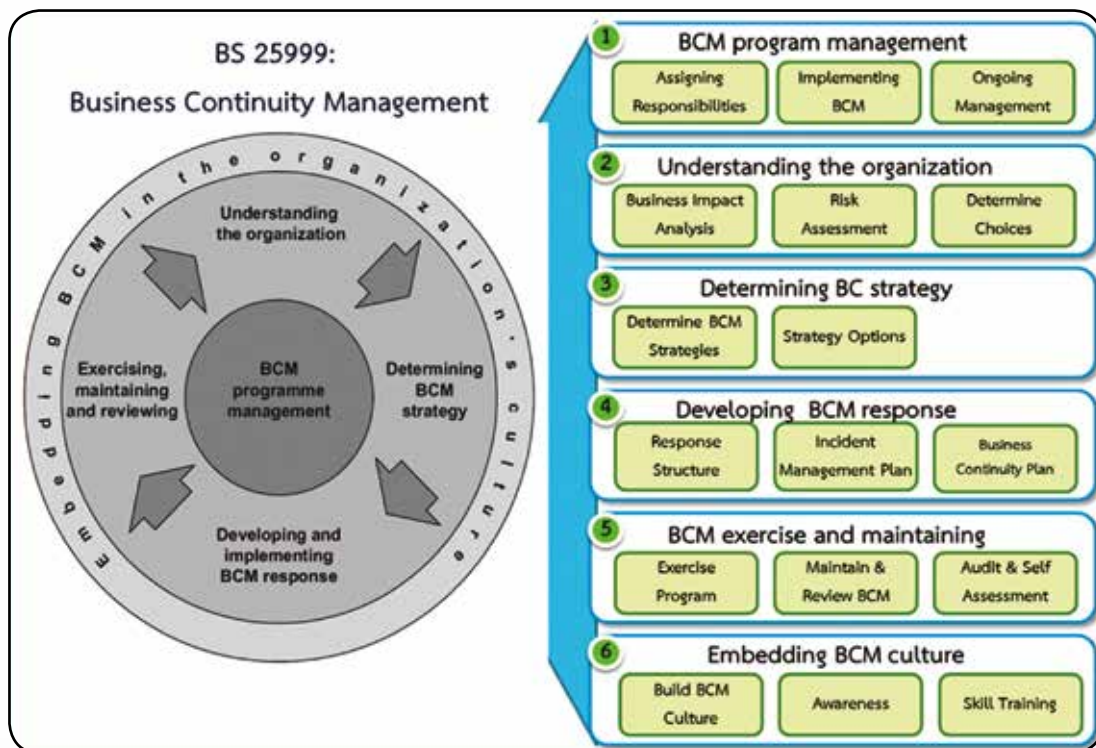 BS 25999:
Business Continuity Management
Embedding BCM in the organization's culture
Understanding
the organization
Exercising,
maintaining
and reviewing
BCM
programme
management
Determining
BCM
strategy
Developing and
implementing
BCM response
1
BCM program management
Assigning
Responsibilities
Implementing
BCM
Ongoing
Management
2
Understanding the organization
Business Impact
Analysis
Risk
Assessment
Determine
Choices
3
Determining BC strategy
Determine BCM
Strategies
Strategy Options
4
Developing BCM response
Response
Structure
Incident
Management Plan
Business
Continuity Plan
5
BCM exercise and maintaining
Exercise
Program
Maintain &
Review BCM
Audit & Self
Assessment
6
Embedding BCM culture
Build BCM
Culture
Awareness
Skill Training